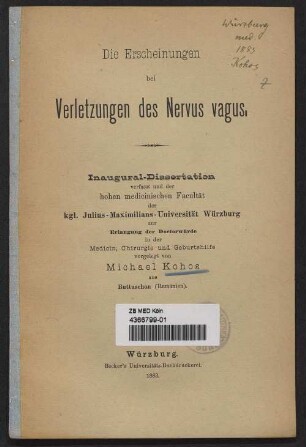 Würzburg
med.
1883
Kohos
Die Erscheinungen
bei
Verletzungen des Nervus vagus.
Inaugural-Dissertation
verfasst und der
hohen medicinischen Facultät
der
kgl. Julius-Maximilians-Universität Würzburg
zur
Erlangung der Doctorwürde
in der
Medicin, Chirurgie und Geburtshilfe
vorgelegt von
Michael Kohos
aus
(Rumänien).
ZB MED Köln
4366799-01
Würzburg.
Becker's Universitäts-Buchdruckerei.
1883.